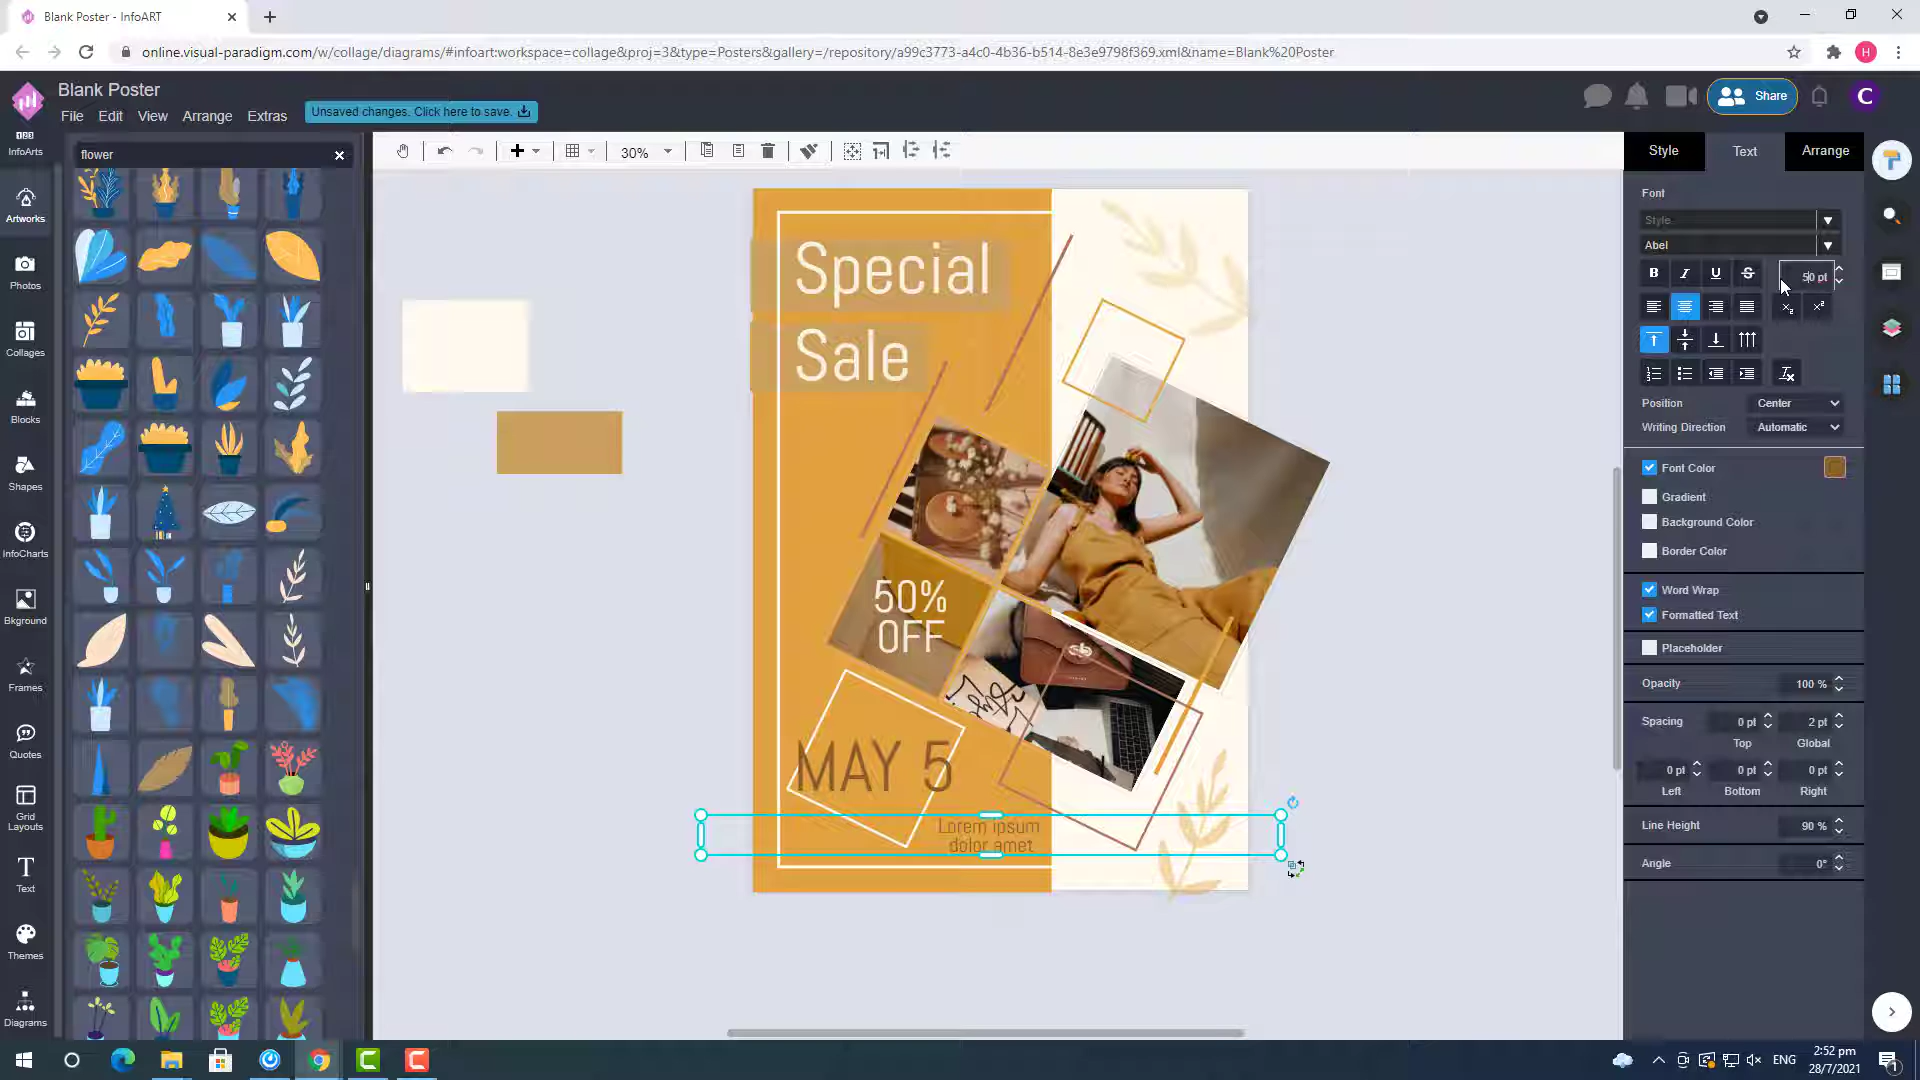 Blank Poster - InfoART
online.visual-paradigm.com/w/collage/diagrams/#infoart:workspace=collage&proj=3&type=Posters&gallery=/repository/a99c3773-a4c0-4b36-b514-8e3e9798f369.xml&name=Blank%20Poster
H
Blank Poster
File Edit View Arrange Extras
Unsaved changes. Click here to save.
Share
C
InfoArts
flower
30%
Style Text Arrange
Artworks
Photos
Collages
Blocks
Shapes
InfoCharts
Bkground
Frames
Quotes
Grid
Layouts
Text
Themes
Diagrams
Special
Sale
50%
OFF
MAY 5
Lorem ipsum
dolor amet
Font
Style
Abel
B I U S 50 pt
Position Center
Writing Direction Automatic
Font Color
Gradient
Background Color
Border Color
Word Wrap
Formatted Text
Placeholder
Opacity 100 %
Spacing 0 pt 2 pt
Top Global
0 pt 0 pt 0 pt
Left Bottom Right
Line Height 90 %
Angle 0°
ENG
2:52 pm
28/7/2021
1